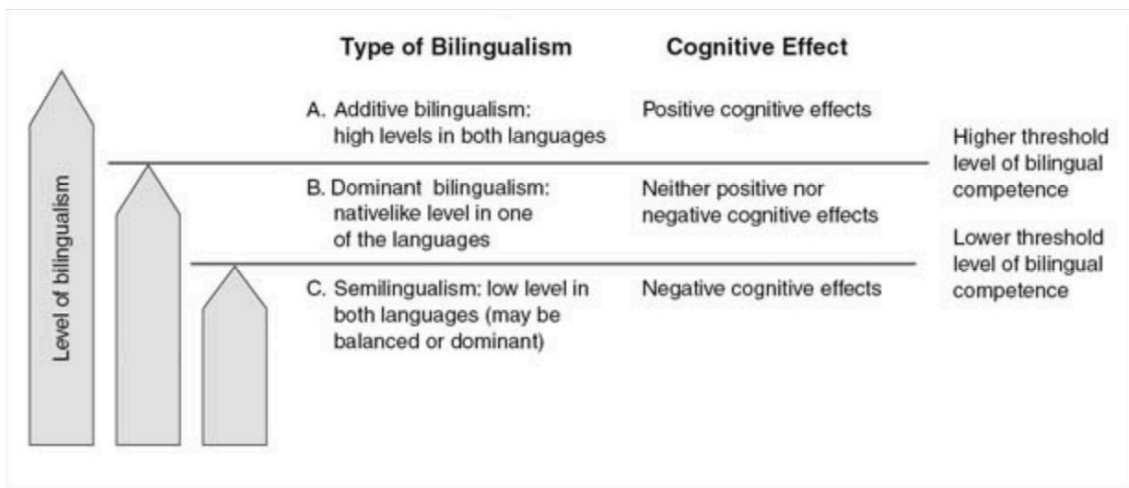 Type of Bilingualism
Cognitive Effect
Level of bilingualism
A. Additive bilingualism:
high levels in both languages
Positive cognitive effects
Higher threshold
level of bilingual
competence
B. Dominant bilingualism:
nativelike level in one
of the languages
Neither positive nor
negative cognitive effects
Lower threshold
level of bilingual
competence
C. Semilingualism: low level in
both languages (may be
balanced or dominant)
Negative cognitive effects